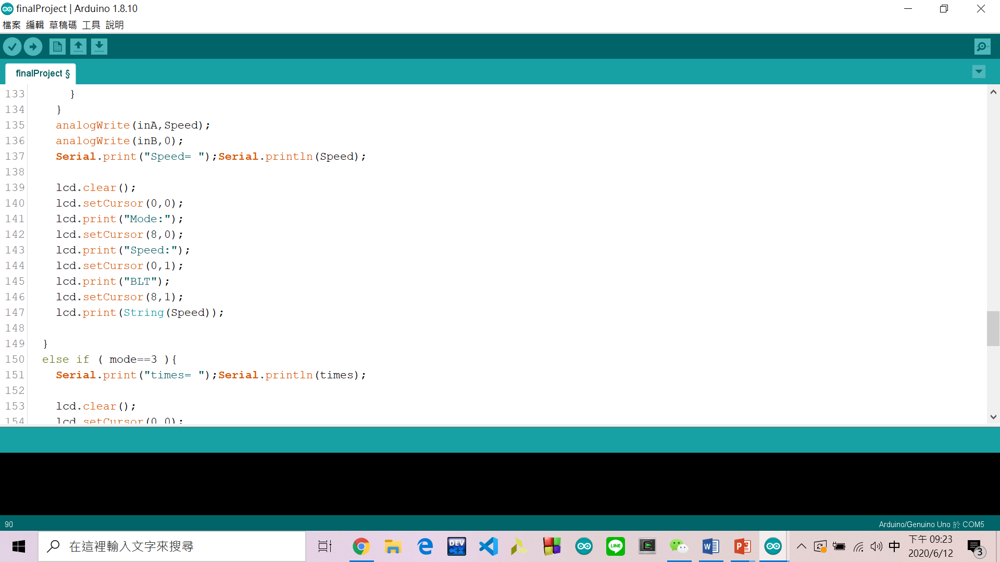 finalProject | Arduino 1.8.10
檔案 編輯 草稿碼 工具 說明
finalProject §
133 }
134 }
135 analogWrite(inA,Speed);
136 analogWrite(inB,0);
137 Serial.print("Speed= ");Serial.println(Speed);
138
139 lcd.clear();
140 lcd.setCursor(0,0);
141 lcd.print("Mode:");
142 lcd.setCursor(8,0);
143 lcd.print("Speed:");
144 lcd.setCursor(0,1);
145 lcd.print("BLT");
146 lcd.setCursor(8,1);
147 lcd.print(String(Speed));
148
149 }
150 else if ( mode==3 ){
151 Serial.print("times= ");Serial.println(times);
152
153 lcd.clear();
154 lcd.setCursor(0,0);
90
Arduino/Genuino Uno 於 COM5
在這裡輸入文字來搜尋
DEV C++
LINE
中
下午 09:23
2020/6/12
3